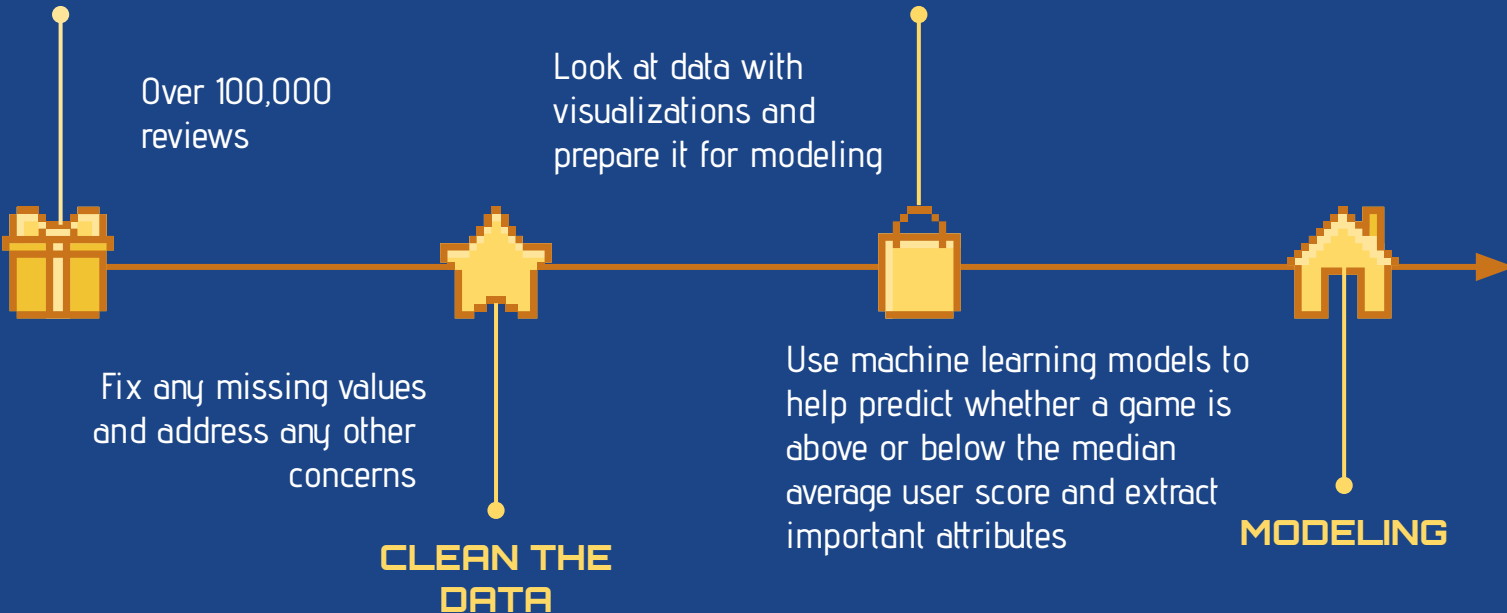 Over 100,000
reviews
Look at data with
visualizations and
prepare it for modeling
Fix any missing values
and address any other
concerns
CLEAN THE
DATA
Use machine learning models to
help predict whether a game is
above or below the median
average user score and extract
important attributes
MODELING